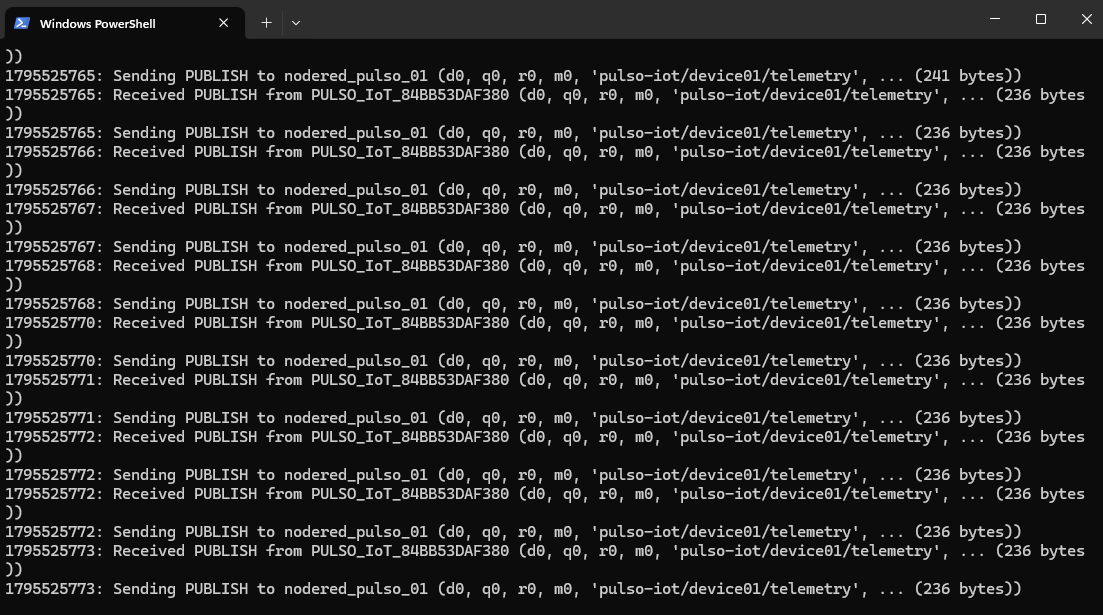 Windows PowerShell
))
1795525765: Sending PUBLISH to nodered_pulso_01 (d0, q0, r0, m0, 'pulso-iot/device01/telemetry', ... (241 bytes))
1795525765: Received PUBLISH from PULSO_IoT_84BB53DAF380 (d0, q0, r0, m0, 'pulso-iot/device01/telemetry', ... (236 bytes
))
1795525765: Sending PUBLISH to nodered_pulso_01 (d0, q0, r0, m0, 'pulso-iot/device01/telemetry', ... (236 bytes))
1795525766: Received PUBLISH from PULSO_IoT_84BB53DAF380 (d0, q0, r0, m0, 'pulso-iot/device01/telemetry', ... (236 bytes
))
1795525766: Sending PUBLISH to nodered_pulso_01 (d0, q0, r0, m0, 'pulso-iot/device01/telemetry', ... (236 bytes))
1795525767: Received PUBLISH from PULSO_IoT_84BB53DAF380 (d0, q0, r0, m0, 'pulso-iot/device01/telemetry', ... (236 bytes
))
1795525767: Sending PUBLISH to nodered_pulso_01 (d0, q0, r0, m0, 'pulso-iot/device01/telemetry', ... (236 bytes))
1795525768: Received PUBLISH from PULSO_IoT_84BB53DAF380 (d0, q0, r0, m0, 'pulso-iot/device01/telemetry', ... (236 bytes
))
1795525768: Sending PUBLISH to nodered_pulso_01 (d0, q0, r0, m0, 'pulso-iot/device01/telemetry', ... (236 bytes))
1795525770: Received PUBLISH from PULSO_IoT_84BB53DAF380 (d0, q0, r0, m0, 'pulso-iot/device01/telemetry', ... (236 bytes
))
1795525770: Sending PUBLISH to nodered_pulso_01 (d0, q0, r0, m0, 'pulso-iot/device01/telemetry', ... (236 bytes))
1795525771: Received PUBLISH from PULSO_IoT_84BB53DAF380 (d0, q0, r0, m0, 'pulso-iot/device01/telemetry', ... (236 bytes
))
1795525771: Sending PUBLISH to nodered_pulso_01 (d0, q0, r0, m0, 'pulso-iot/device01/telemetry', ... (236 bytes))
1795525772: Received PUBLISH from PULSO_IoT_84BB53DAF380 (d0, q0, r0, m0, 'pulso-iot/device01/telemetry', ... (236 bytes
))
1795525772: Sending PUBLISH to nodered_pulso_01 (d0, q0, r0, m0, 'pulso-iot/device01/telemetry', ... (236 bytes))
1795525772: Received PUBLISH from PULSO_IoT_84BB53DAF380 (d0, q0, r0, m0, 'pulso-iot/device01/telemetry', ... (236 bytes
))
1795525772: Sending PUBLISH to nodered_pulso_01 (d0, q0, r0, m0, 'pulso-iot/device01/telemetry', ... (236 bytes))
1795525773: Received PUBLISH from PULSO_IoT_84BB53DAF380 (d0, q0, r0, m0, 'pulso-iot/device01/telemetry', ... (236 bytes
))
1795525773: Sending PUBLISH to nodered_pulso_01 (d0, q0, r0, m0, 'pulso-iot/device01/telemetry', ... (236 bytes))